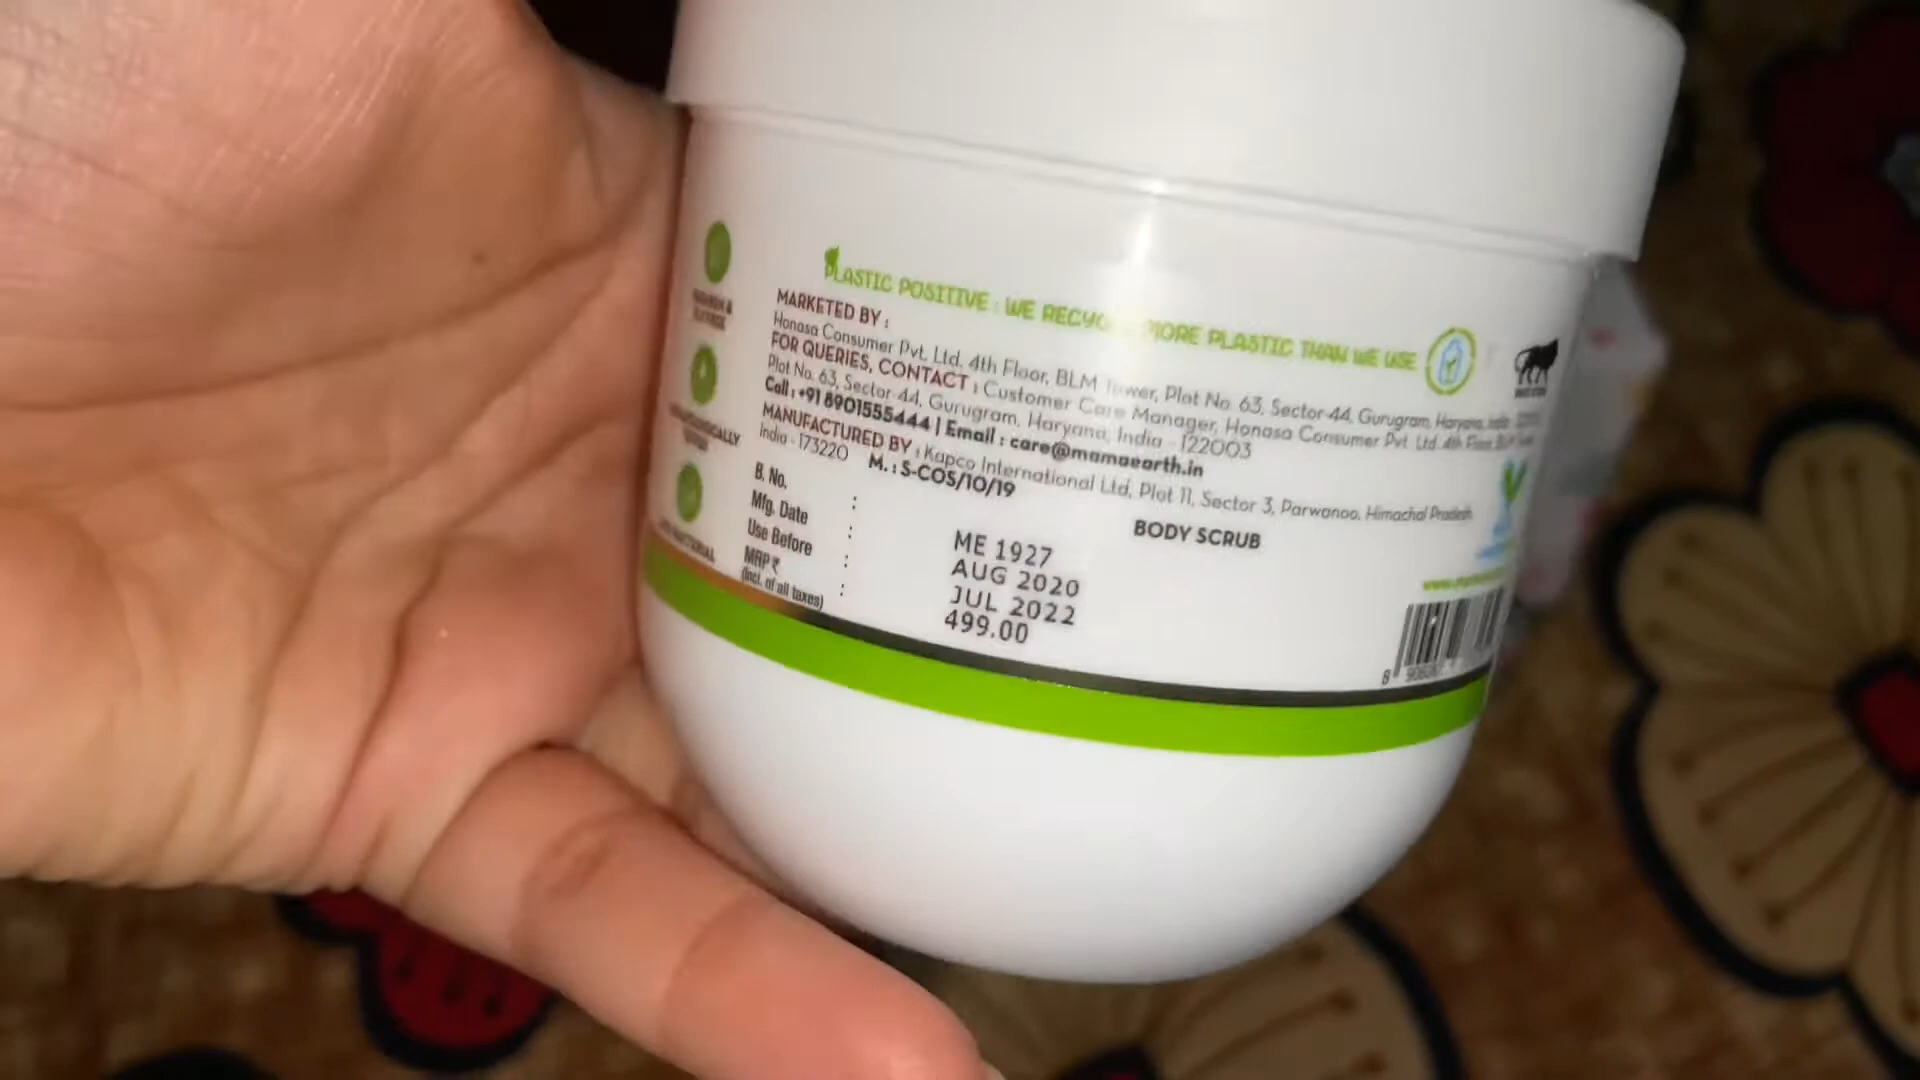 PLASTIC POSITIVE : WE RECYC MORE PLASTIC THAN WE USE
MARKETED BY :
Honasa Consumer Pvt. Ltd. 4th Floor, BLM Tower, Plot No. 63, Sector-44, Gurugram, Haryana, India
FOR QUERIES, CONTACT : Customer Care Manager, Honasa Consumer Pvt. Ltd. 4th Floor, BLM Tower
Plot No. 63, Sector-44, Gurugram, Haryana, India - 122003
Call : +91 8901555444 | Email : care@mamaearth.in
MANUFACTURED BY : Kapco International Ltd, Plot 11, Sector 3, Parwanoo, Himachal Pradesh
India - 173220 M. : S-COS/10/19
BODY SCRUB
B. No. : ME 1927
Mfg. Date : AUG 2020
Use Before : JUL 2022
MRP ₹ : 499.00
(incl. of all taxes)